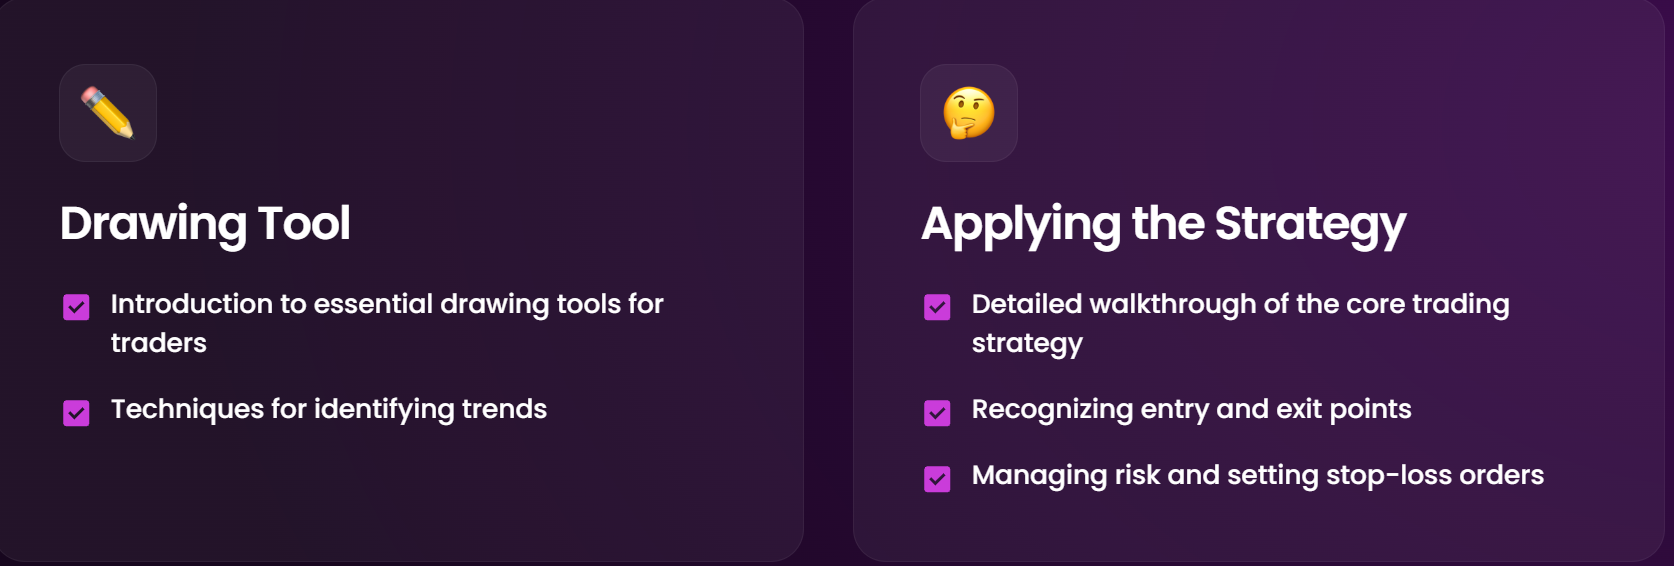 Drawing Tool
Introduction to essential drawing tools for
traders
Techniques for identifying trends
Applying the Strategy
Detailed walkthrough of the core trading
strategy
Recognizing entry and exit points
Managing risk and setting stop-loss orders